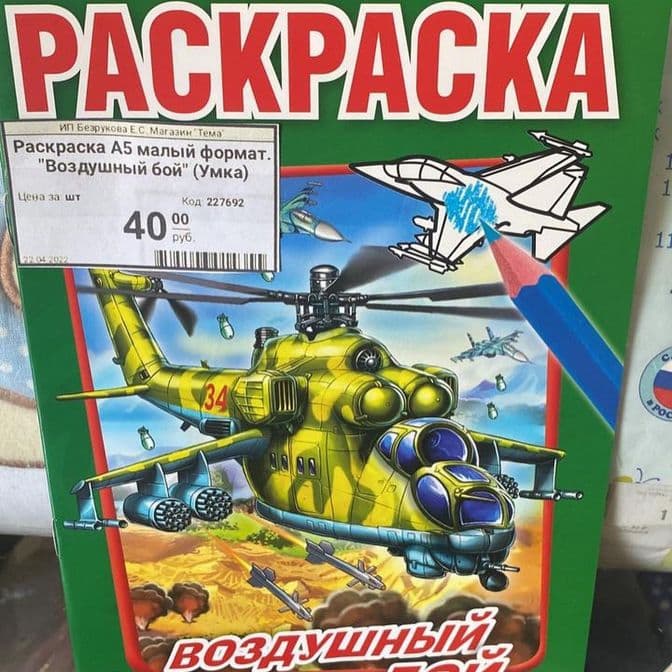 РАСКРАСКА
ИП Безрукова Е.С. Магазин "Тема"
Раскраска А5 малый формат.
"Воздушный бой" (Умка)
Цена за: шт
Код: 227692
40 00
руб.
22.04.2022
34
ВОЗДУШНЫЙ
БОЙ